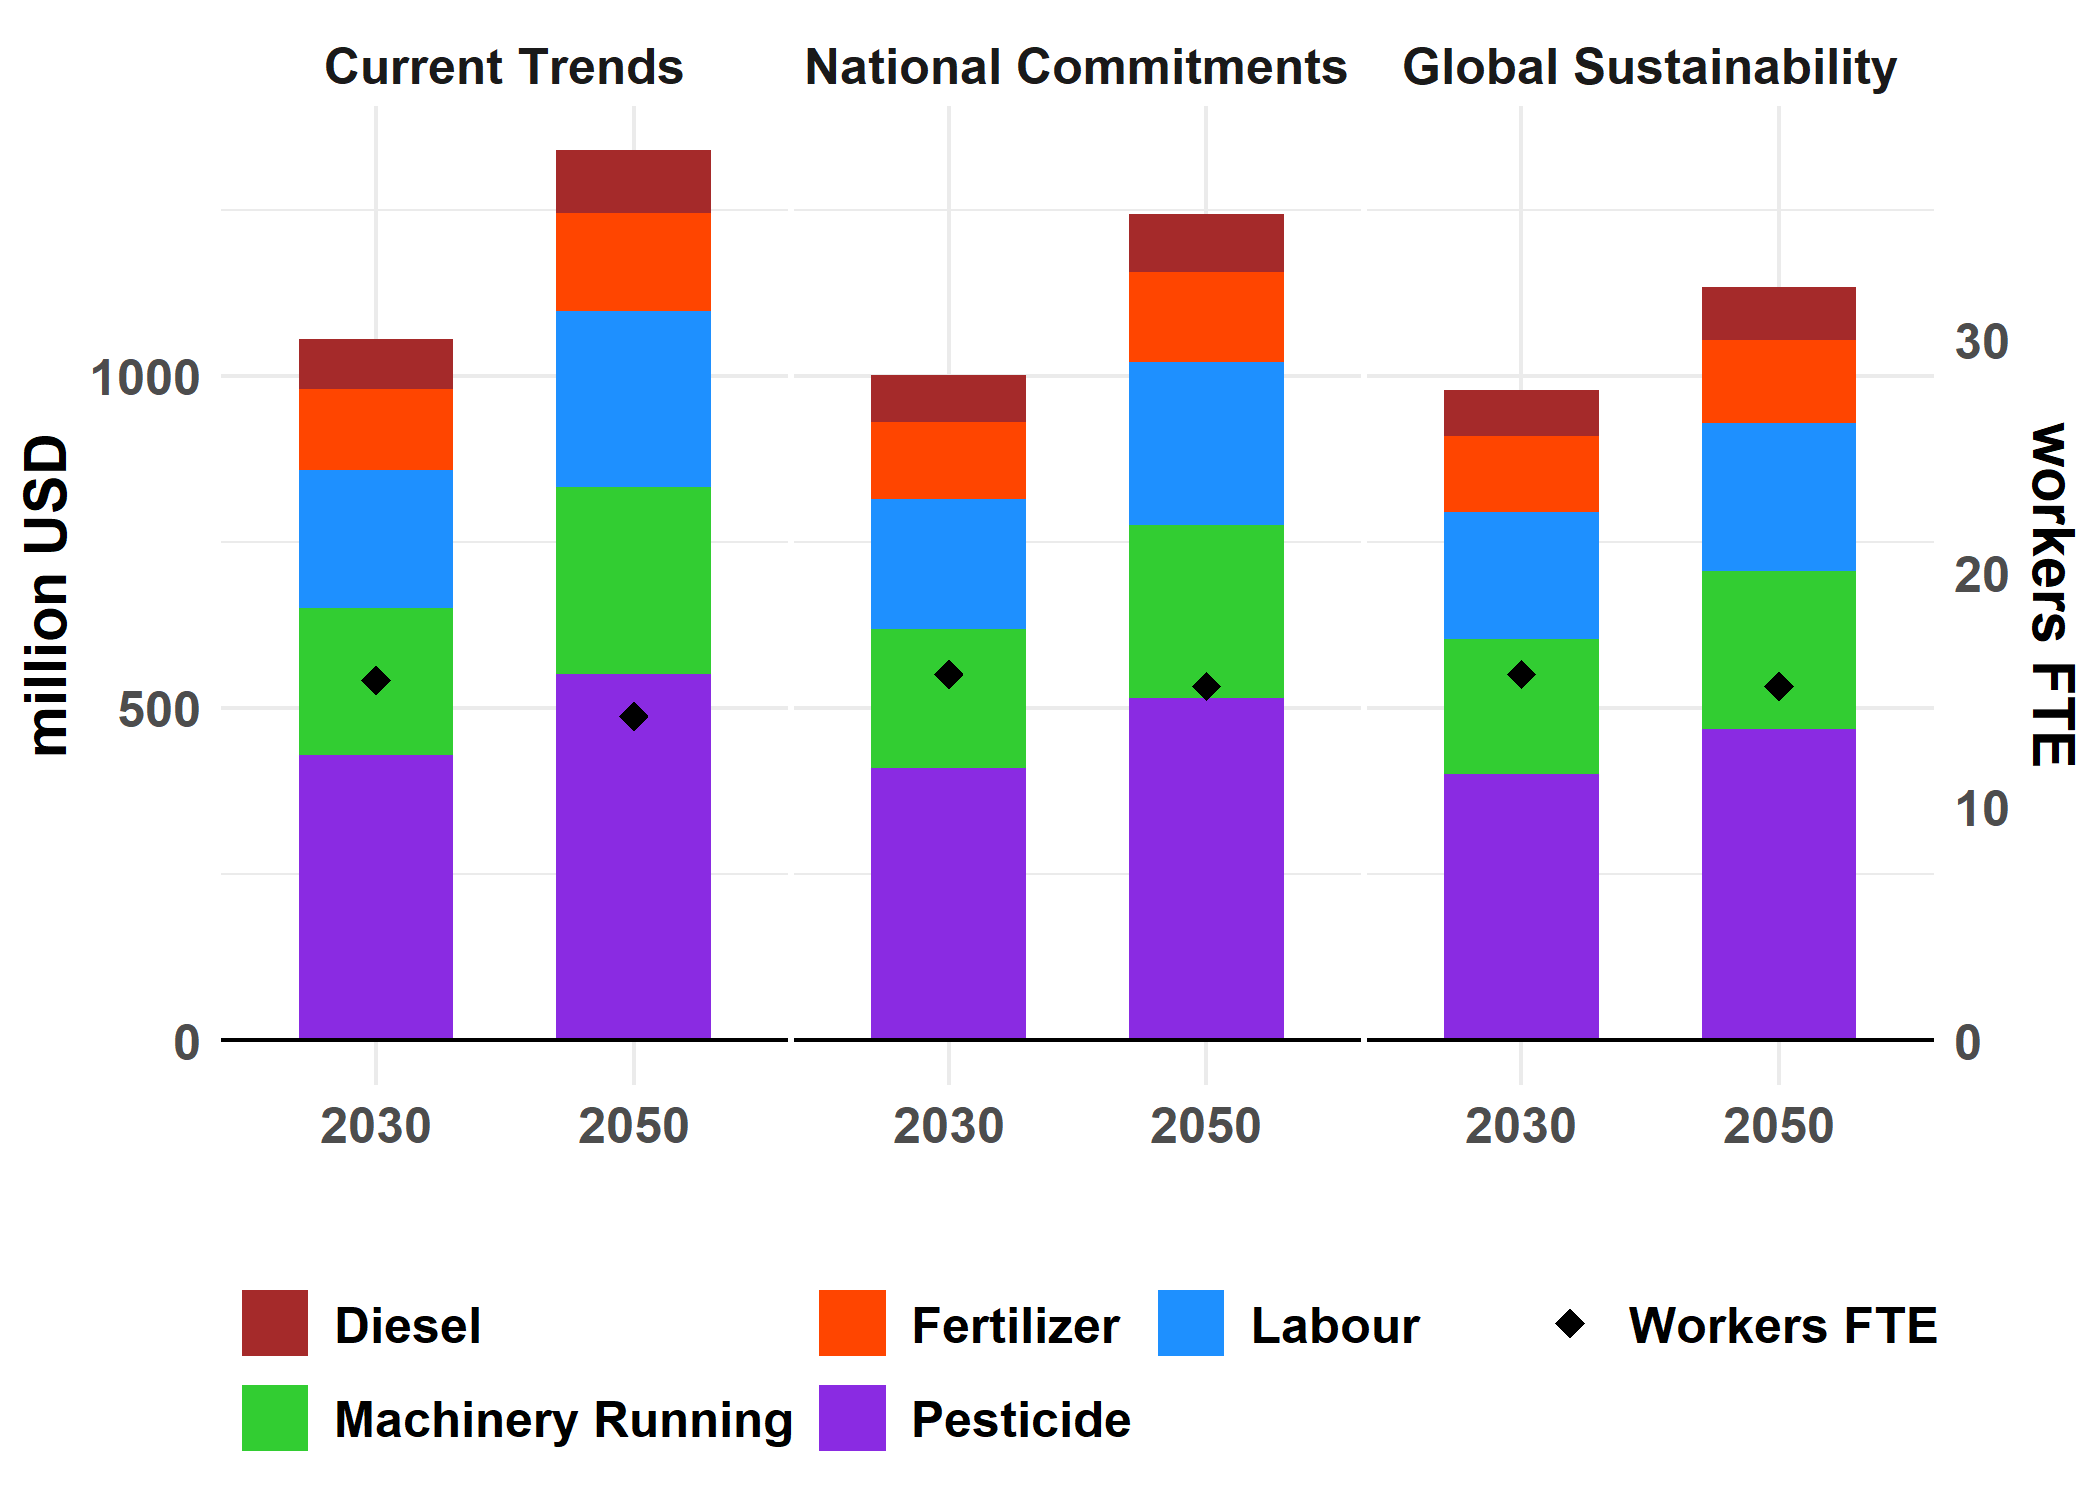 Current Trends National Commitments Global Sustainability
million USD
1000
500
0
30
20
10
0
workers FTE
2030 2050 2030 2050 2030 2050
Diesel Fertilizer Labour Workers FTE
Machinery Running Pesticide